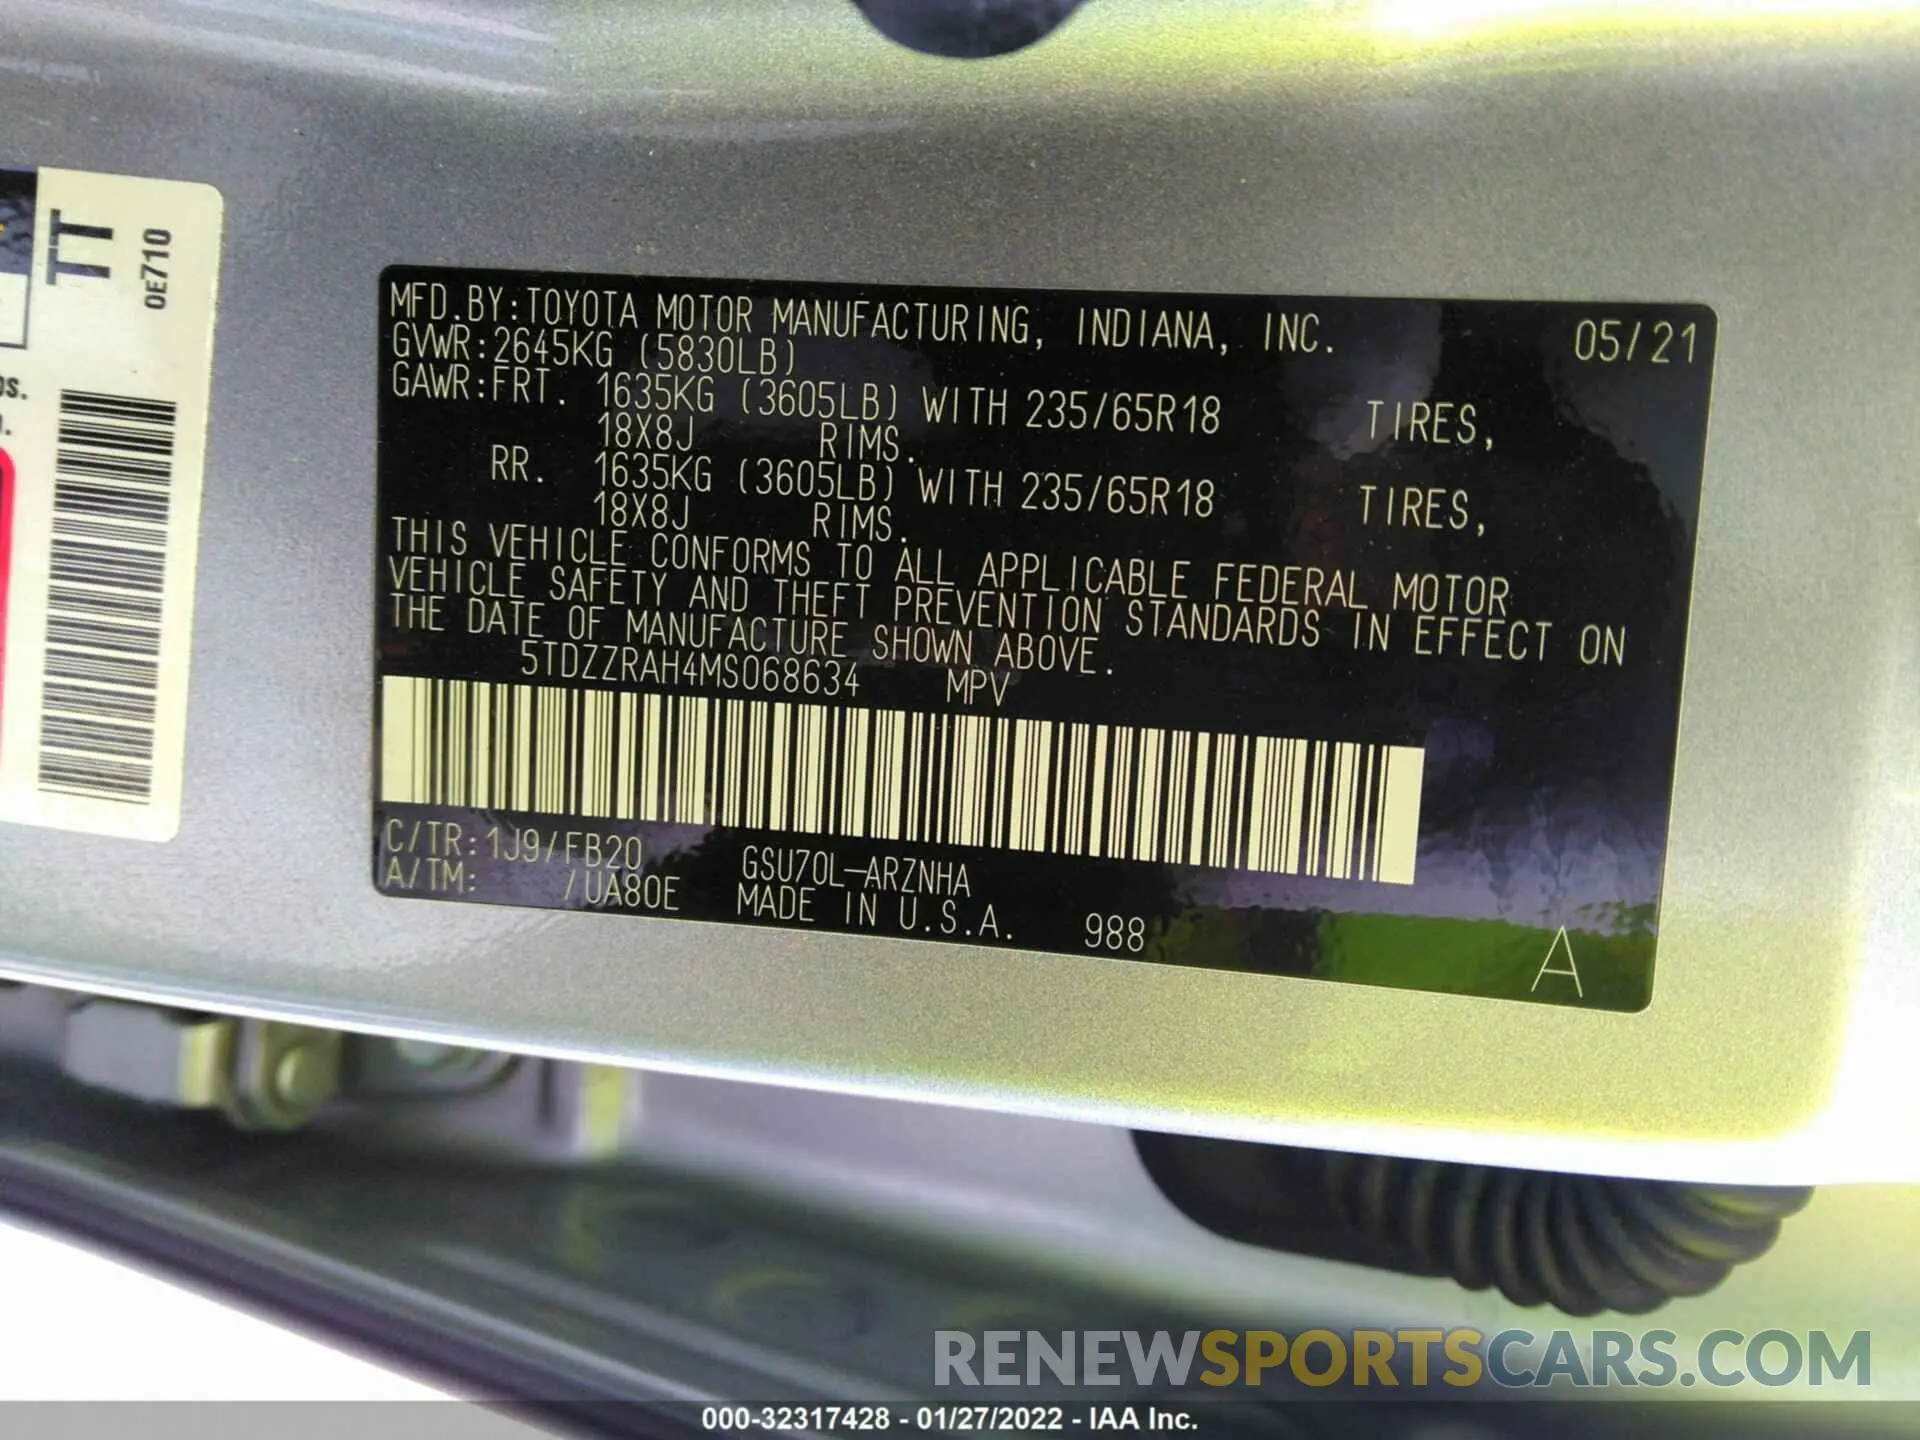 TT
0E710
MFD.BY:TOYOTA MOTOR MANUFACTURING, INDIANA, INC. 05/21
GVWR:2645KG (5830LB)
GAWR:FRT. 1635KG (3605LB) WITH 235/65R18 TIRES,
18X8J RIMS.
RR. 1635KG (3605LB) WITH 235/65R18 TIRES,
18X8J RIMS.
THIS VEHICLE CONFORMS TO ALL APPLICABLE FEDERAL MOTOR
VEHICLE SAFETY AND THEFT PREVENTION STANDARDS IN EFFECT ON
THE DATE OF MANUFACTURE SHOWN ABOVE.
5TDZZRAH4MS068634 MPV
C/TR:1J9/FB20 GSU70L-ARZNHA
A/TM: /UA80E MADE IN U.S.A. 988 A
RENEWSPORTSCARS.COM
000-32317428 - 01/27/2022 - IAA Inc.